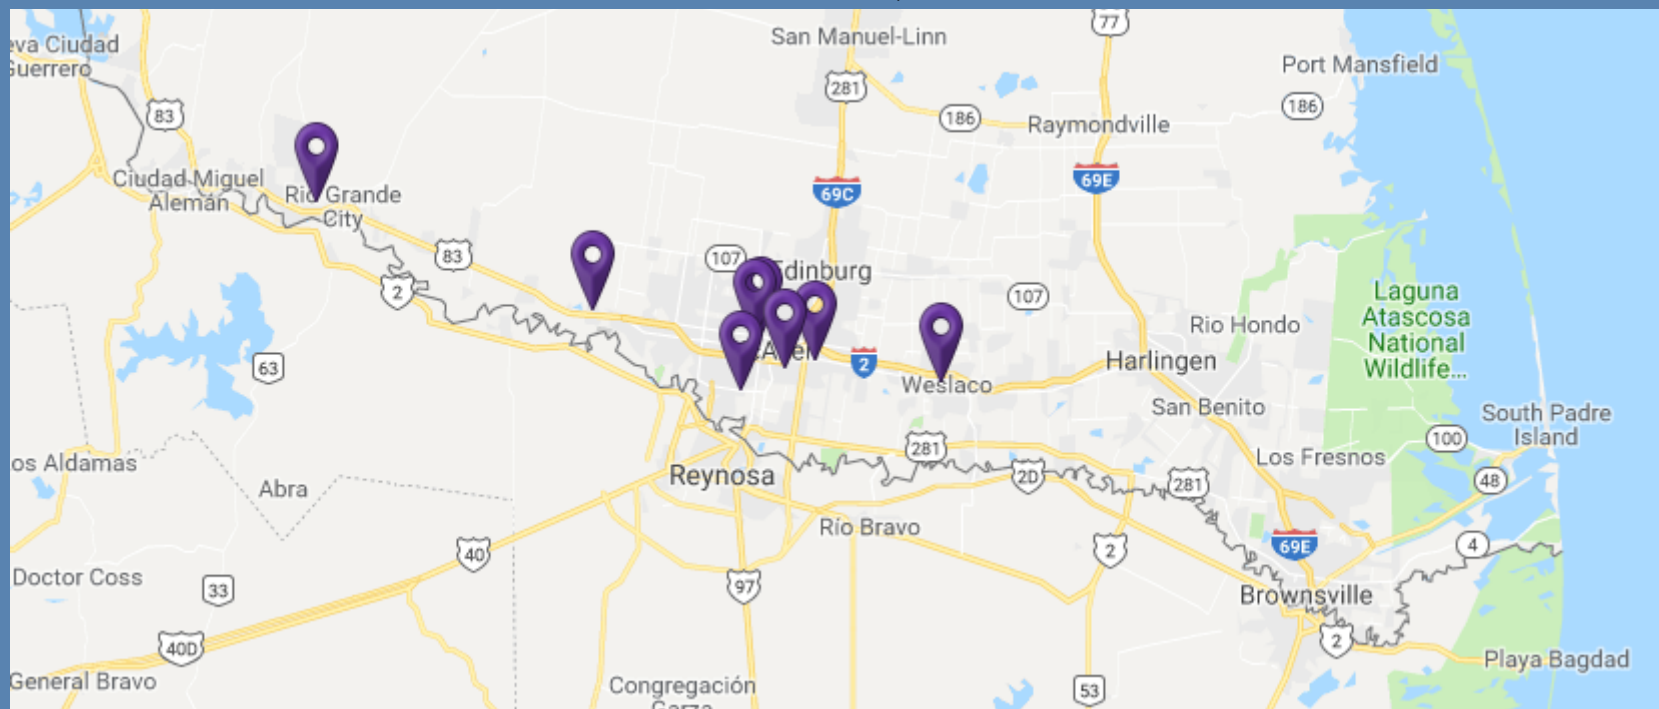 77
San Manuel-Linn
eva Ciudad
Guerrero
Port Mansfield
281
83
186
186
Raymondville
69C
69E
Ciudad Miguel
Alemán
Rio Grande
City
83
107
Edinburg
2
107
Laguna
Atascosa
National
Wildlife...
Rio Hondo
63
2
Harlingen
Weslaco
San Benito
South Padre
Island
100
281
Los Fresnos
os Aldamas
Reynosa
2D
48
281
Abra
Río Bravo
69E
4
40
2
Doctor Coss
33
97
Brownsville
2
40D
Playa Bagdad
General Bravo
Congregación
53